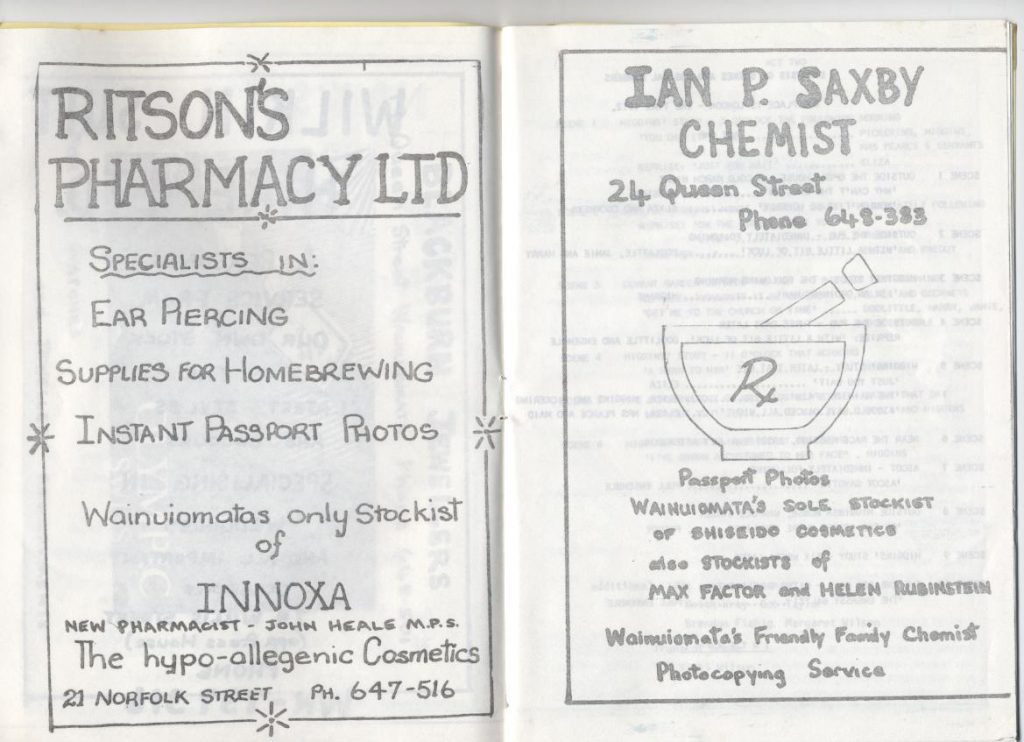 RITSON'S
PHARMACY LTD
SPECIALISTS IN:
EAR PIERCING
SUPPLIES FOR HOMEBREWING
INSTANT PASSPORT PHOTOS
Wainuiomatas only Stockist
of
INNOXA
NEW PHARMACIST - JOHN HEALE M.P.S.
The hypo-allegenic Cosmetics
21 NORFOLK STREET PH. 647-516
IAN P. SAXBY
CHEMIST
24 Queen Street
Phone 648-383
Rx
Passport Photos
WAINUIOMATA'S SOLE STOCKIST
OF SHISEIDO COSMETICS
also STOCKISTS of
MAX FACTOR and HELEN RUBINSTEIN
Wainuiomata's Friendly Family Chemist
Photocopying Service